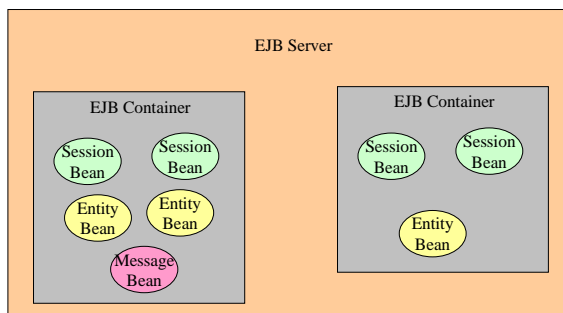 EJB Server
EJB Container
Session
Bean
Session
Bean
Entity
Bean
Entity
Bean
Message
Bean
EJB Container
Session
Bean
Session
Bean
Entity
Bean